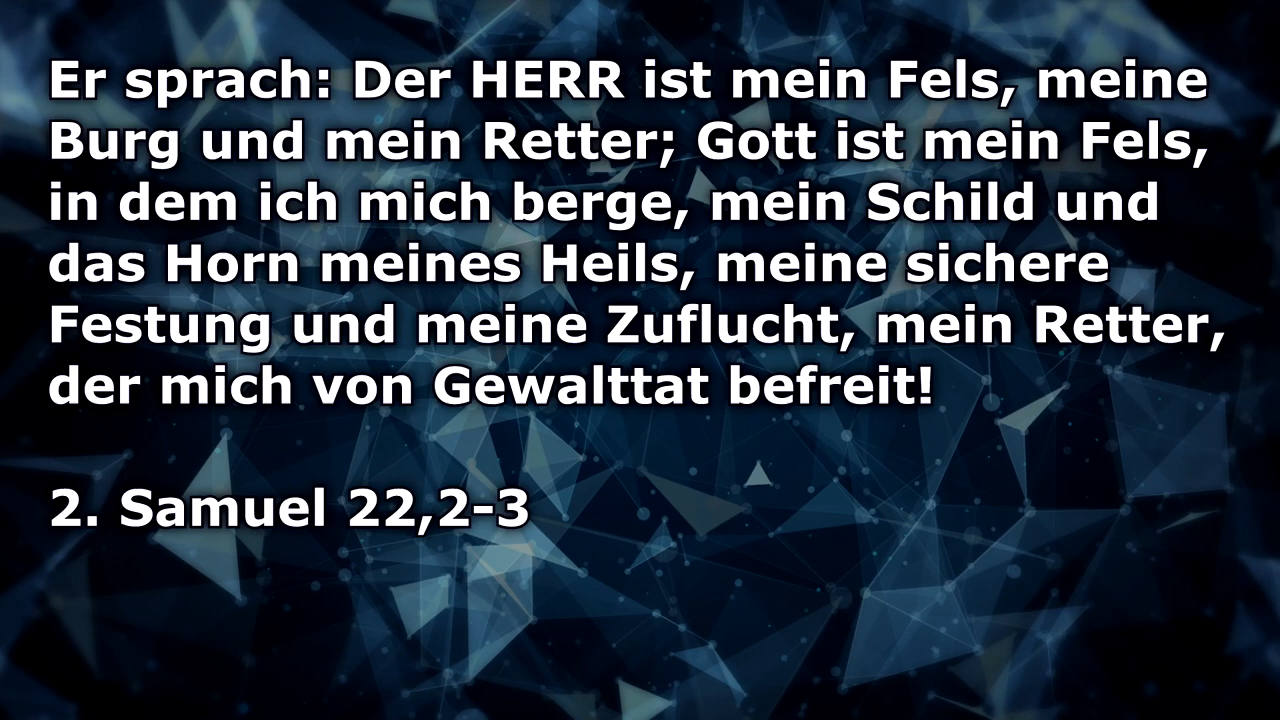 Er sprach: Der HERR ist mein Fels, meine
Burg und mein Retter; Gott ist mein Fels,
in dem ich mich berge, mein Schild und
das Horn meines Heils, meine sichere
Festung und meine Zuflucht, mein Retter,
der mich von Gewalttat befreit!
2. Samuel 22,2-3